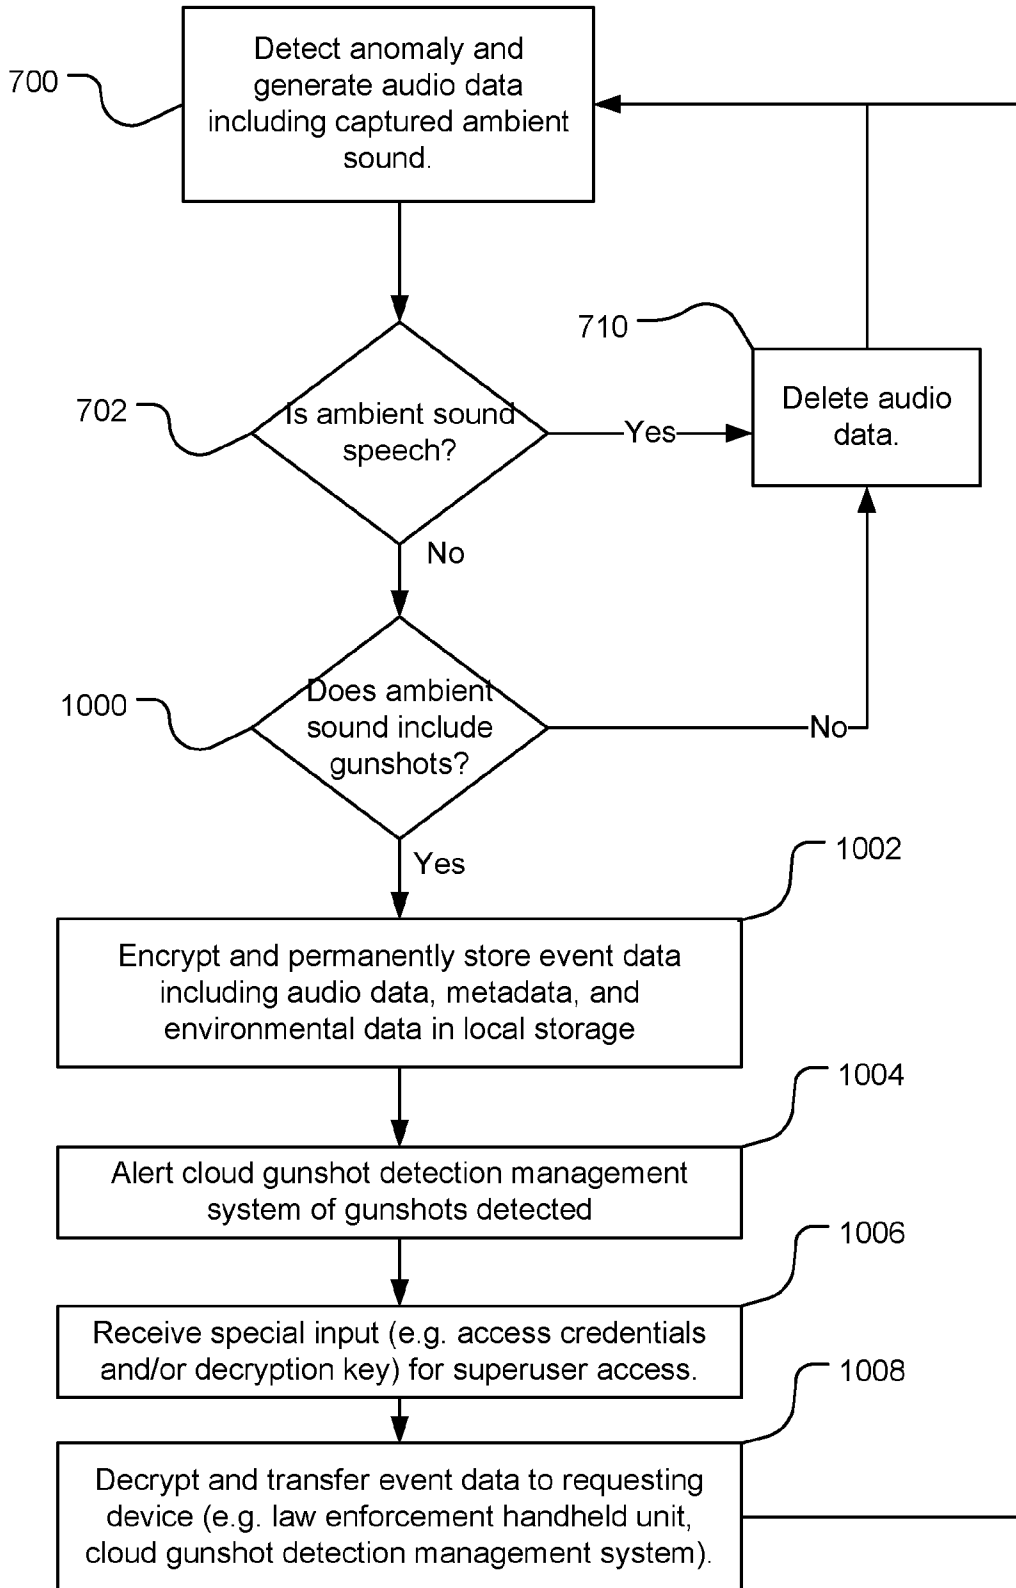 Detect anomaly and
generate audio data
including captured ambient
sound.
700
710
Delete audio
data.
702
Is ambient sound
speech?
Yes
No
1000
Does ambient
sound include
gunshots?
No
Yes
1002
Encrypt and permanently store event data
including audio data, metadata, and
environmental data in local storage
1004
Alert cloud gunshot detection management
system of gunshots detected
1006
Receive special input (e.g. access credentials
and/or decryption key) for superuser access.
1008
Decrypt and transfer event data to requesting
device (e.g. law enforcement handheld unit,
cloud gunshot detection management system).